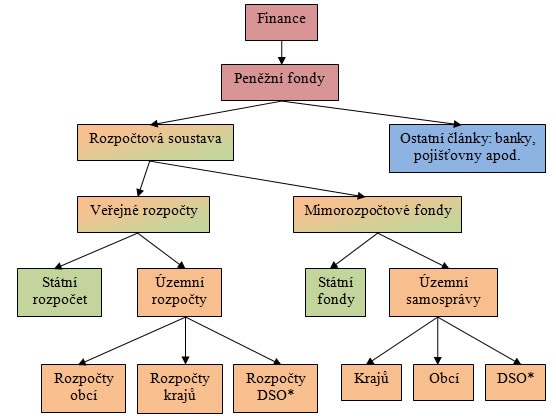 Finance
Peněžní fondy
Rozpočtová soustava
Ostatní články: banky,
pojišťovny apod.
Veřejné rozpočty
Mimorozpočtové fondy
Státní
rozpočet
Územní
rozpočty
Státní
fondy
Územní
samosprávy
Rozpočty
obcí
Rozpočty
krajů
Rozpočty
DSO*
Krajů
Obcí
DSO*